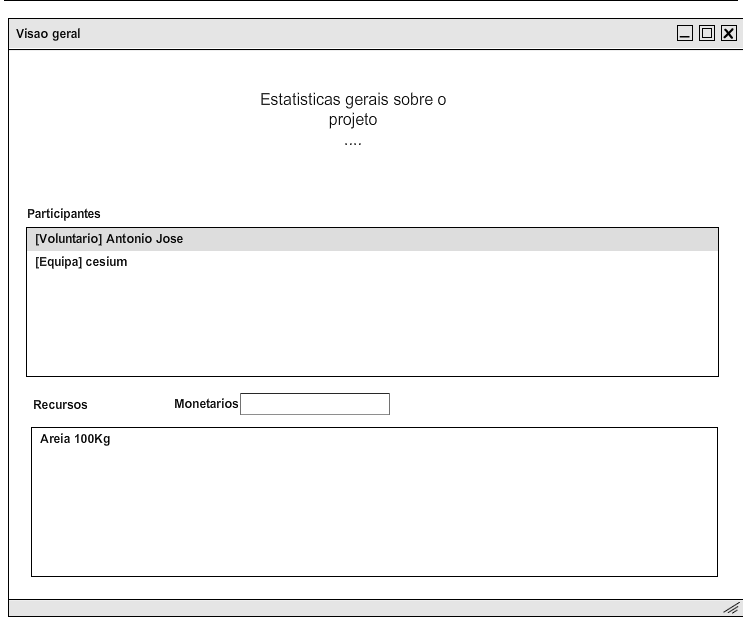 Visao geral
Estatisticas gerais sobre o
projeto
....
Participantes
[Voluntario] Antonio Jose
[Equipa] cesium
Recursos
Monetarios
Areia 100Kg